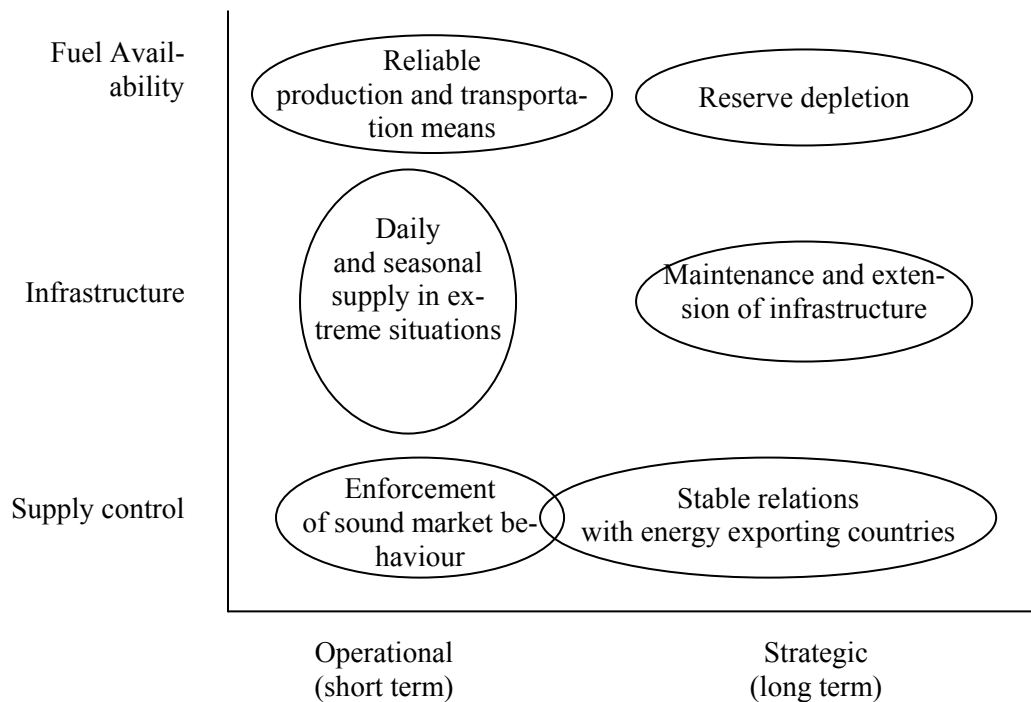 Fuel Avail-
ability
Reliable
production and transporta-
tion means
Reserve depletion
Infrastructure
Daily
and seasonal
supply in ex-
treme situations
Maintenance and exten-
sion of infrastructure
Supply control
Enforcement
of sound market be-
haviour
Stable relations
with energy exporting countries
Operational
(short term)
Strategic
(long term)